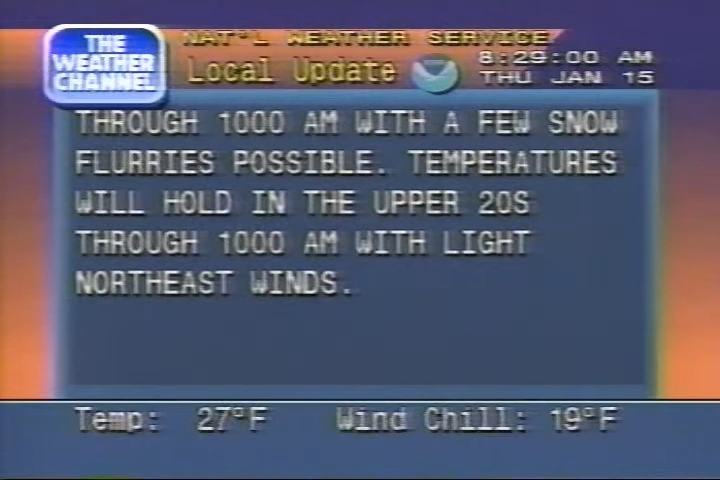 THE
WEATHER
CHANNEL
NAT'L WEATHER SERVICE
Local Update
8:29:00 AM
THU JAN 15
THROUGH 1000 AM WITH A FEW SNOW
FLURRIES POSSIBLE. TEMPERATURES
WILL HOLD IN THE UPPER 20S
THROUGH 1000 AM WITH LIGHT
NORTHEAST WINDS.
Temp: 27°F Wind Chill: 19°F